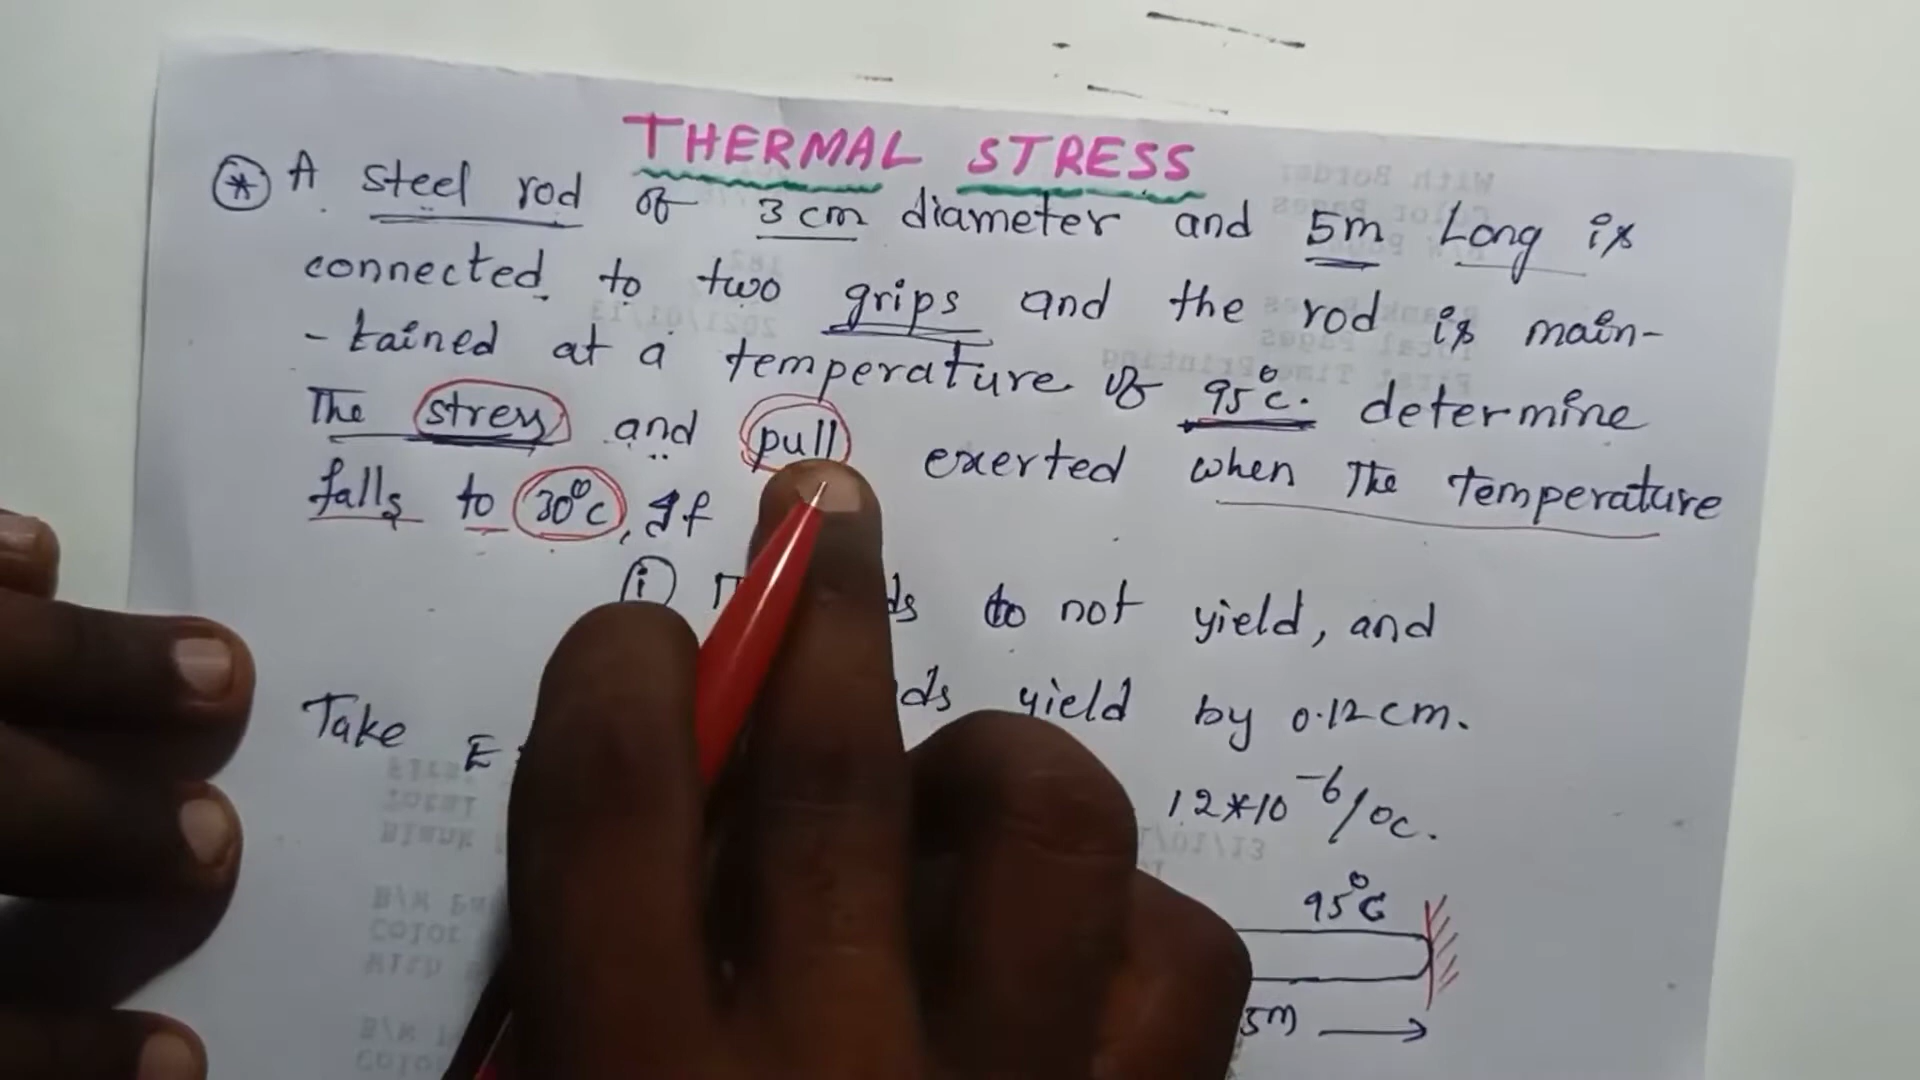 THERMAL STRESS
* A steel rod of 3 cm diameter and 5m Long is
connected to two grips and the rod is main-
-tained at a temperature of 95°c. determine
The stress and pull exerted when The temperature
falls to 30°c, If
i ds to not yield, and
ds yield by 0.12 cm.
Take E
12*10⁻⁶/oc.
95°C
5m